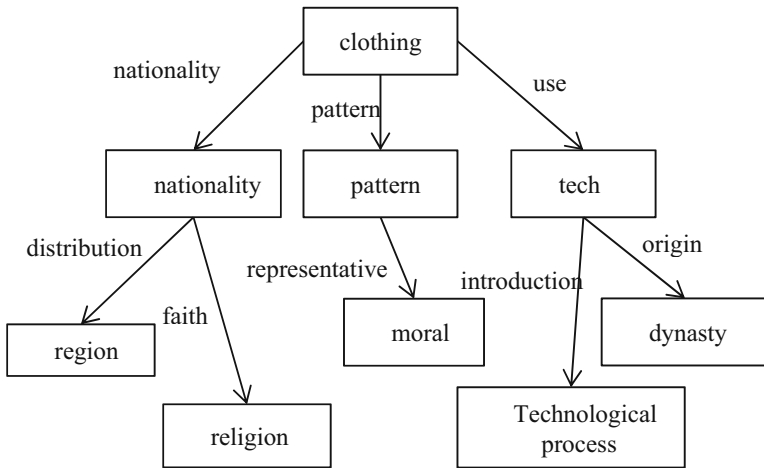 clothing
nationality
pattern
use
nationality
pattern
tech
distribution
faith
representative
introduction
origin
region
moral
dynasty
religion
Technological
process